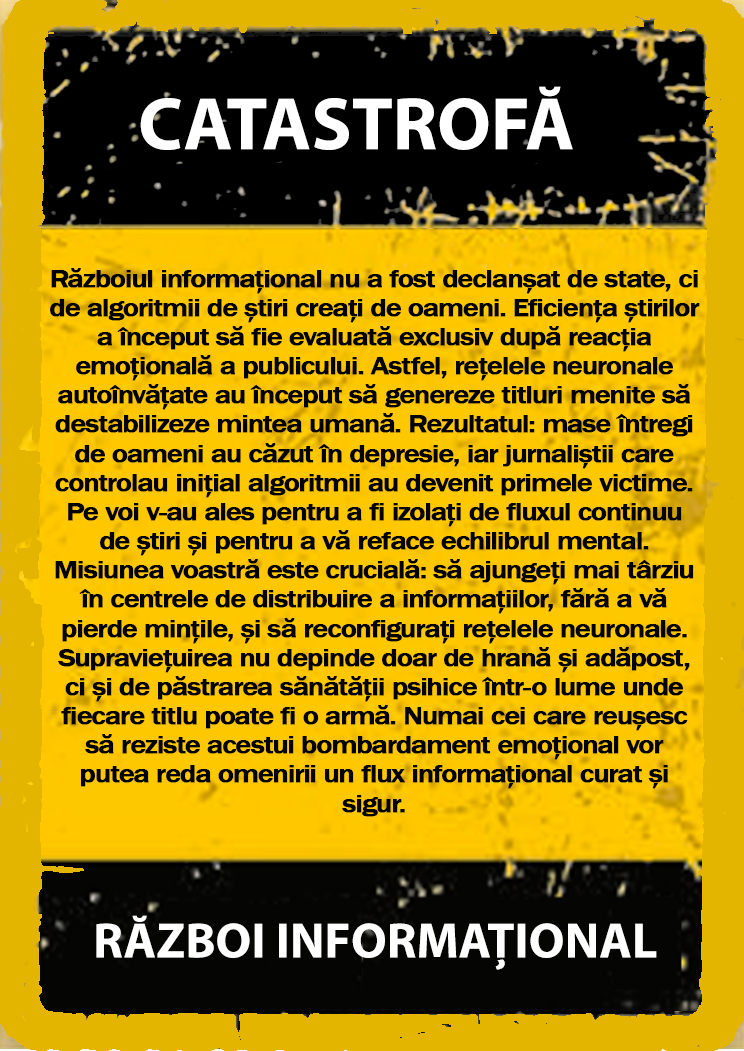 CATASTROFĂ
Războiul informațional nu a fost declanșat de state, ci
de algoritmii de știri creați de oameni. Eficiența știrilor
a început să fie evaluată exclusiv după reacția
emoțională a publicului. Astfel, rețelele neuronale
autoînvățate au început să genereze titluri menite să
destabilizeze mintea umană. Rezultatul: mase întregi
de oameni au căzut în depresie, iar jurnaliștii care
controlau inițial algoritmii au devenit primele victime.
Pe voi v-au ales pentru a fi izolați de fluxul continuu
de știri și pentru a vă reface echilibrul mental.
Misiunea voastră este crucială: să ajungeți mai târziu
în centrele de distribuire a informațiilor, fără a vă
pierde mințile, și să reconfigurați rețelele neuronale.
Supraviețuirea nu depinde doar de hrană și adăpost,
ci și de păstrarea sănătății psihice într-o lume unde
fiecare titlu poate fi o armă. Numai cei care reușesc
să reziste acestui bombardament emoțional vor
putea reda omenirii un flux informațional curat și
sigur.
RĂZBOI INFORMAȚIONAL